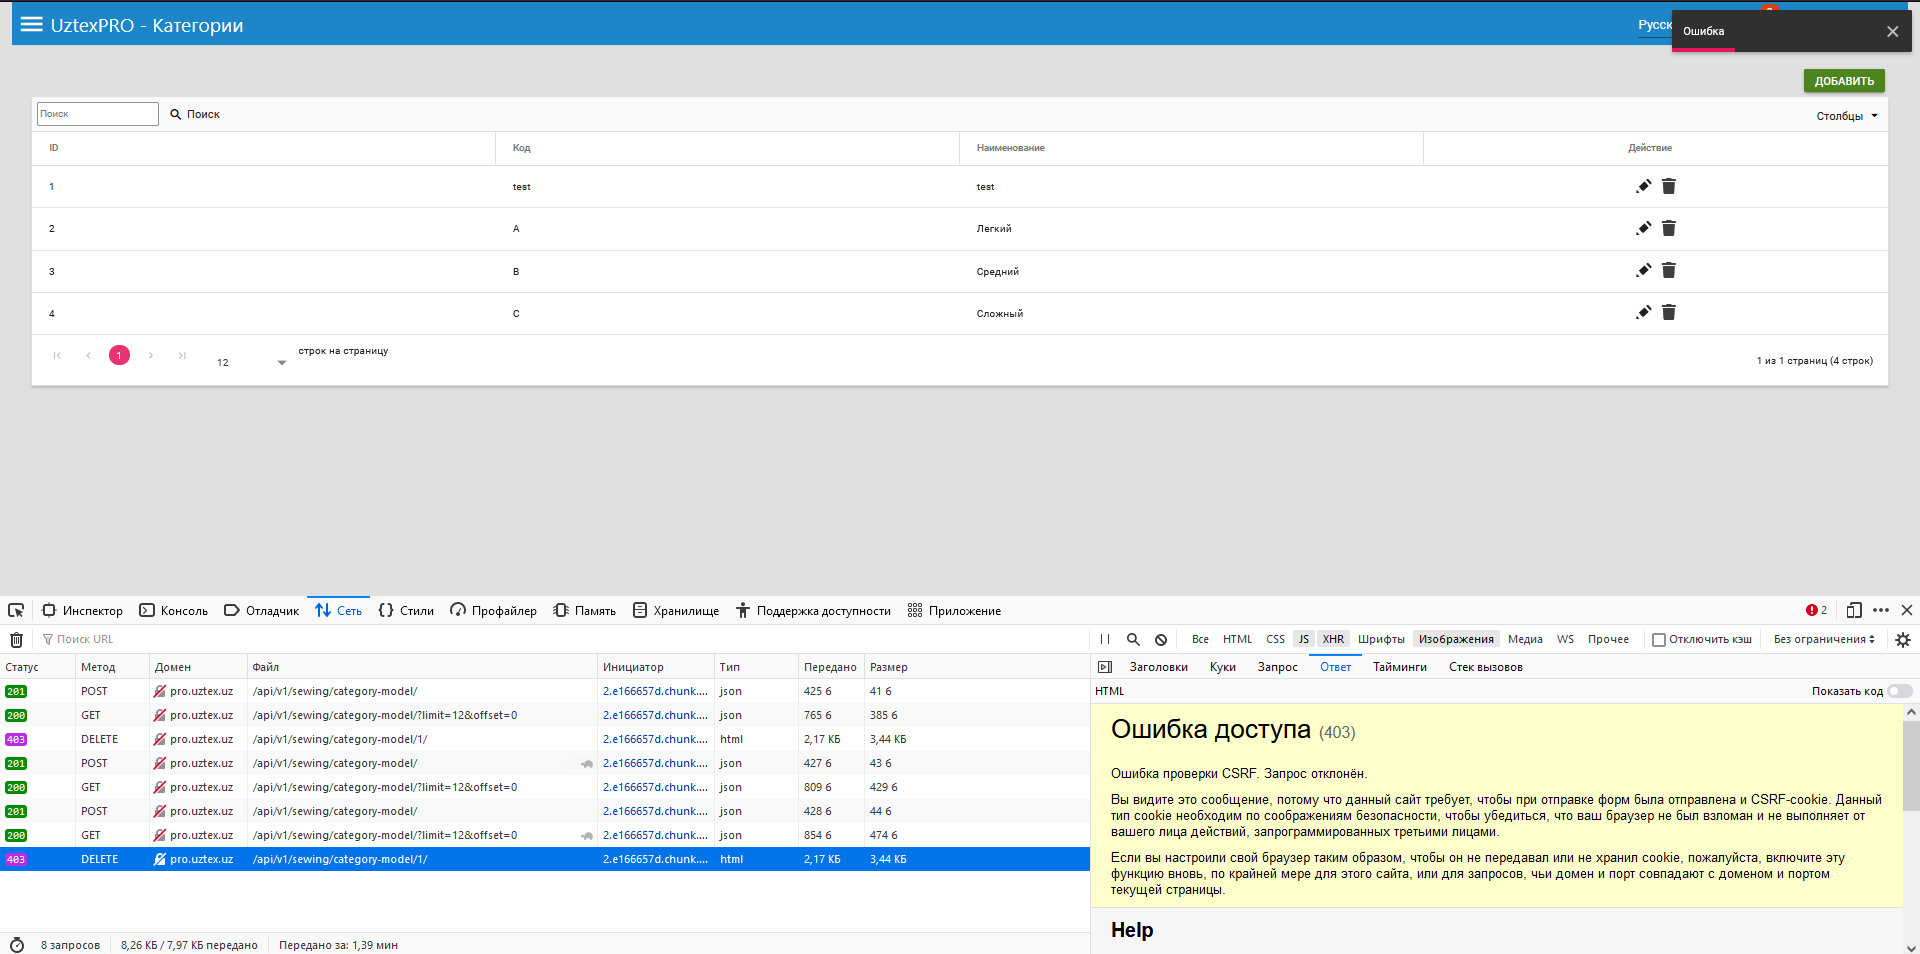 UztexPRO - Категории
Русск
Ошибка
ДОБАВИТЬ
Поиск
Поиск
Столбцы
ID Код Наименование Действие
1 test test
2 A Легкий
3 B Средний
4 C Сложный
1
12
строк на страницу
1 из 1 страниц (4 строк)
Инспектор Консоль Отладчик Сеть Стили Профайлер Память Хранилище Поддержка доступности Приложение 2
Поиск URL
Все HTML CSS JS XHR Шрифты Изображения Медиа WS Прочее Отключить кэш Без ограничения
Статус Метод Домен Файл Инициатор Тип Передано Размер
201 POST pro.uztex.uz /api/v1/sewing/category-model/ 2.e166657d.chunk.... json 425 б 41 б
200 GET pro.uztex.uz /api/v1/sewing/category-model/?limit=12&offset=0 2.e166657d.chunk.... json 765 б 385 б
403 DELETE pro.uztex.uz /api/v1/sewing/category-model/1/ 2.e166657d.chunk.... html 2,17 КБ 3,44 КБ
201 POST pro.uztex.uz /api/v1/sewing/category-model/ 2.e166657d.chunk.... json 427 б 43 б
200 GET pro.uztex.uz /api/v1/sewing/category-model/?limit=12&offset=0 2.e166657d.chunk.... json 809 б 429 б
201 POST pro.uztex.uz /api/v1/sewing/category-model/ 2.e166657d.chunk.... json 428 б 44 б
200 GET pro.uztex.uz /api/v1/sewing/category-model/?limit=12&offset=0 2.e166657d.chunk.... json 854 б 474 б
403 DELETE pro.uztex.uz /api/v1/sewing/category-model/1/ 2.e166657d.chunk.... html 2,17 КБ 3,44 КБ
8 запросов 8,26 КБ / 7,97 КБ передано Передано за: 1,39 мин
Заголовки Куки Запрос Ответ Тайминги Стек вызовов
HTML Показать код
Ошибка доступа (403)
Ошибка проверки CSRF. Запрос отклонён.
Вы видите это сообщение, потому что данный сайт требует, чтобы при отправке форм была отправлена и CSRF-cookie. Данный
тип cookie необходим по соображениям безопасности, чтобы убедиться, что ваш браузер не был взломан и не выполняет от
вашего лица действий, запрограммированных третьими лицами.
Если вы настроили свой браузер таким образом, чтобы он не передавал или не хранил cookie, пожалуйста, включите эту
функцию вновь, по крайней мере для этого сайта, или для запросов, чьи домен и порт совпадают с доменом и портом
текущей страницы.
Help